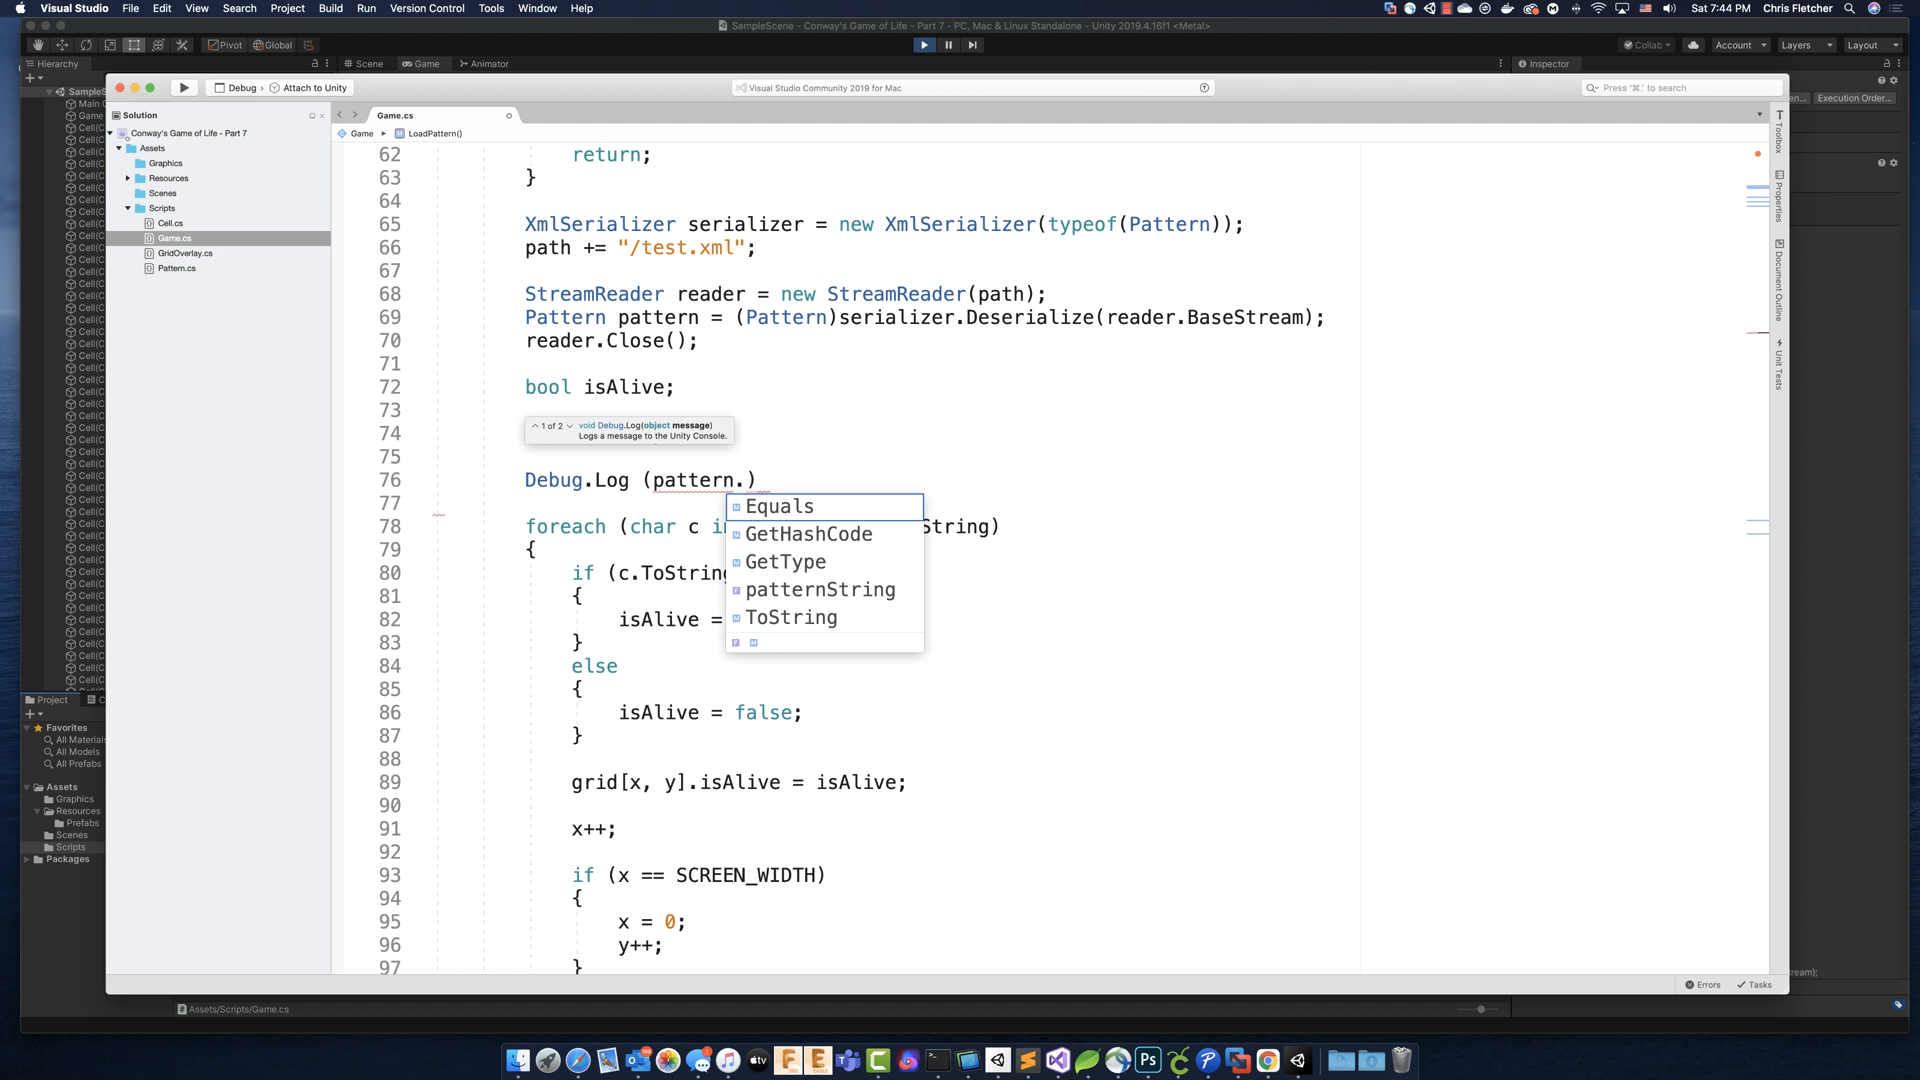 Visual Studio File Edit View Search Project Build Run Version Control Tools Window Help Sat 7:44 PM Chris Fletcher
SampleScene - Conway's Game of Life - Part 7 - PC, Mac & Linux Standalone - Unity 2019.4.16f1 <Metal>
Pivot Global Collab Account Layers Layout
Hierarchy Scene Game Animator Inspector
Debug › Attach to Unity Visual Studio Community 2019 for Mac Press '⌘.' to search
Execution Order...
Solution
Game.cs
Conway's Game of Life - Part 7
Game ▸ LoadPattern()
Assets
Graphics
Resources
Scenes
Scripts
Cell.cs
Game.cs
GridOverlay.cs
Pattern.cs
62 return;
63 }
64
65 XmlSerializer serializer = new XmlSerializer(typeof(Pattern));
66 path += "/test.xml";
67
68 StreamReader reader = new StreamReader(path);
69 Pattern pattern = (Pattern)serializer.Deserialize(reader.BaseStream);
70 reader.Close();
71
72 bool isAlive;
73
1 of 2 void Debug.Log(object message)
74
Logs a message to the Unity Console.
75
76 Debug.Log (pattern.)
77
Equals
GetHashCode
GetType
patternString
ToString
78 foreach (char c in String)
79 {
80 if (c.ToString
81 {
82 isAlive =
83 }
84 else
85 {
86 isAlive = false;
87 }
88
89 grid[x, y].isAlive = isAlive;
90
91 x++;
92
93 if (x == SCREEN_WIDTH)
94 {
95 x = 0;
96 y++;
97 }
Toolbox
Properties
Document Outline
Unit Tests
Project
Favorites
All Materials
All Models
All Prefabs
Assets
Graphics
Resources
Prefabs
Scenes
Scripts
Packages
Errors Tasks
Assets/Scripts/Game.cs